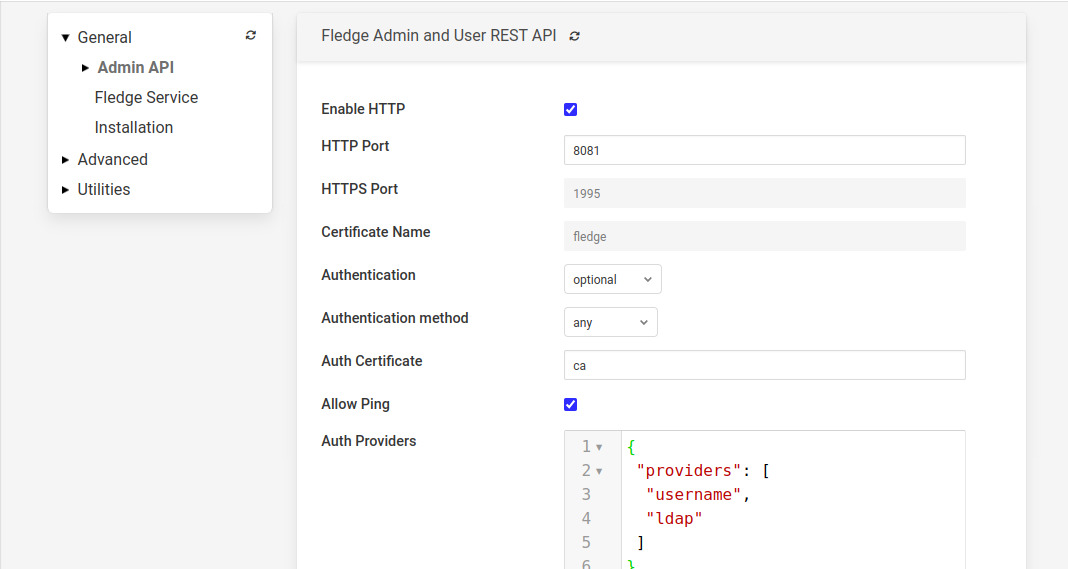 General
Admin API
Fledge Service
Installation
Advanced
Utilities
Fledge Admin and User REST API
Enable HTTP
HTTP Port
8081
HTTPS Port
1995
Certificate Name
fledge
Authentication
optional
Authentication method
any
Auth Certificate
ca
Allow Ping
Auth Providers
1 {
2 "providers": [
3 "username",
4 "ldap"
5 ]
6 }